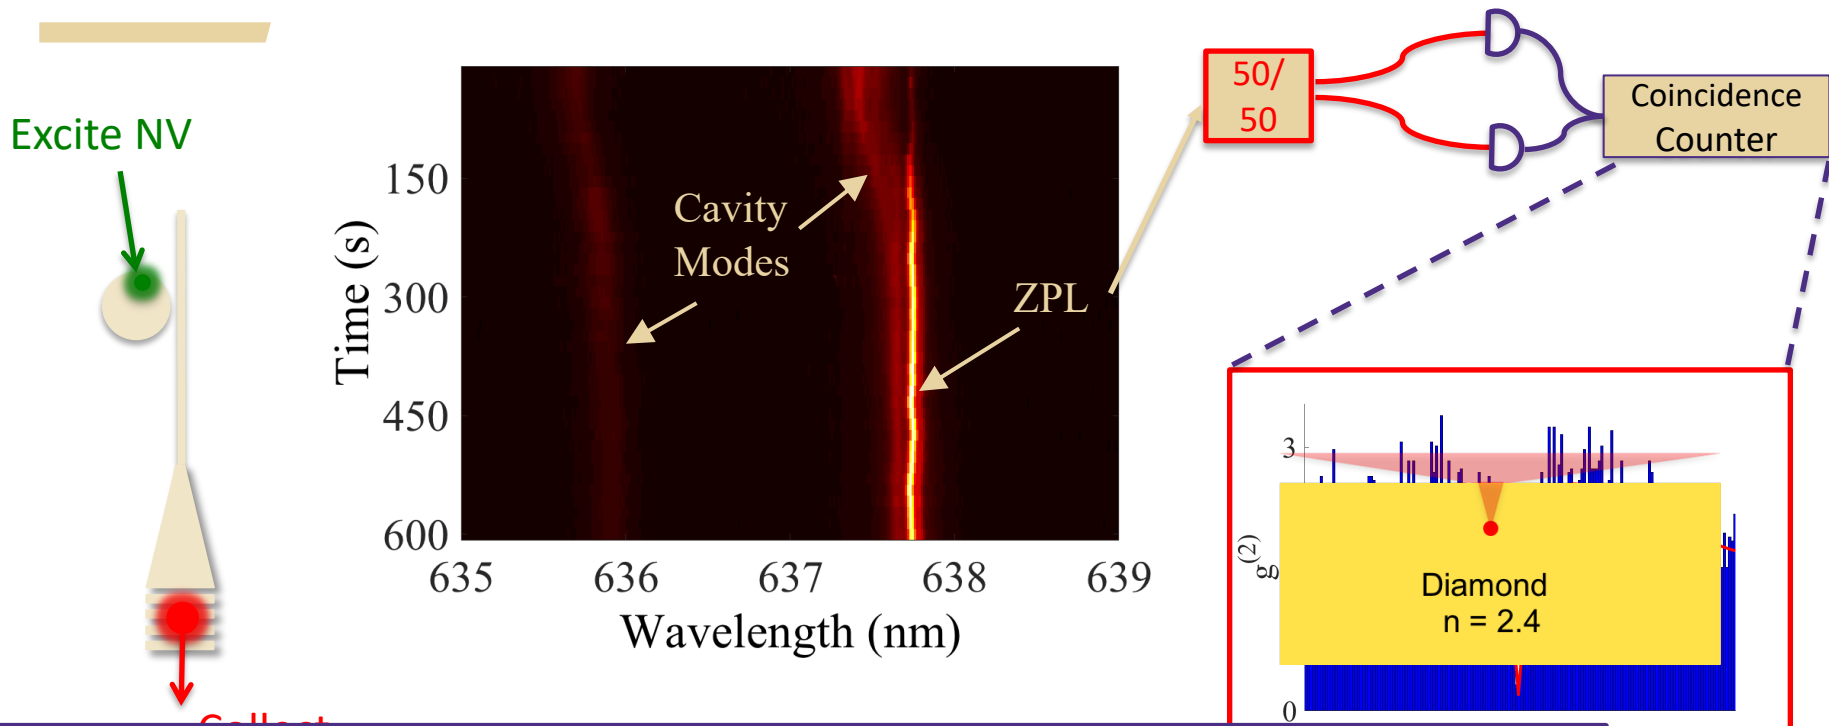 Excite NV
Collect
Time (s)
150
300
450
600
635
636
637
638
639
Wavelength (nm)
Cavity
Modes
ZPL
50/
50
Coincidence
Counter
3
g(2)
0
Diamond
n = 2.4